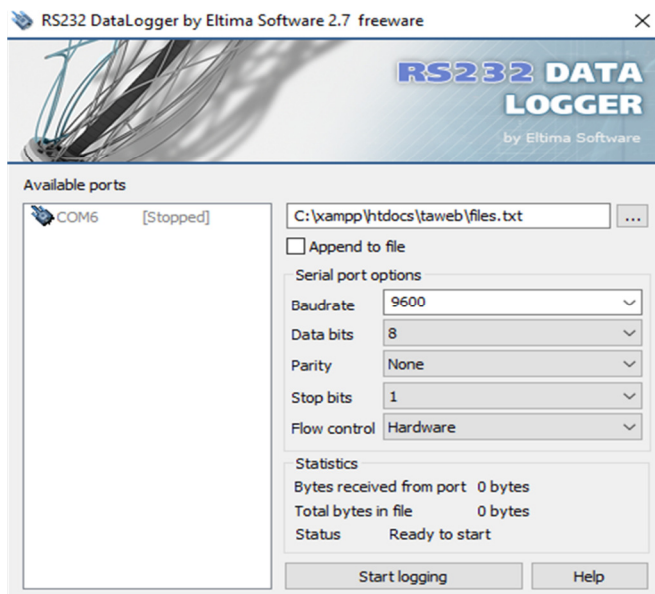 RS232 DataLogger by Eltima Software 2.7 freeware
RS232 DATA
LOGGER
by Eltima Software
Available ports
COM6 [Stopped]
C:\xampp\htdocs\taweb\files.txt ...
Append to file
Serial port options
Baudrate 9600
Data bits 8
Parity None
Stop bits 1
Flow control Hardware
Statistics
Bytes received from port 0 bytes
Total bytes in file 0 bytes
Status Ready to start
Start logging Help